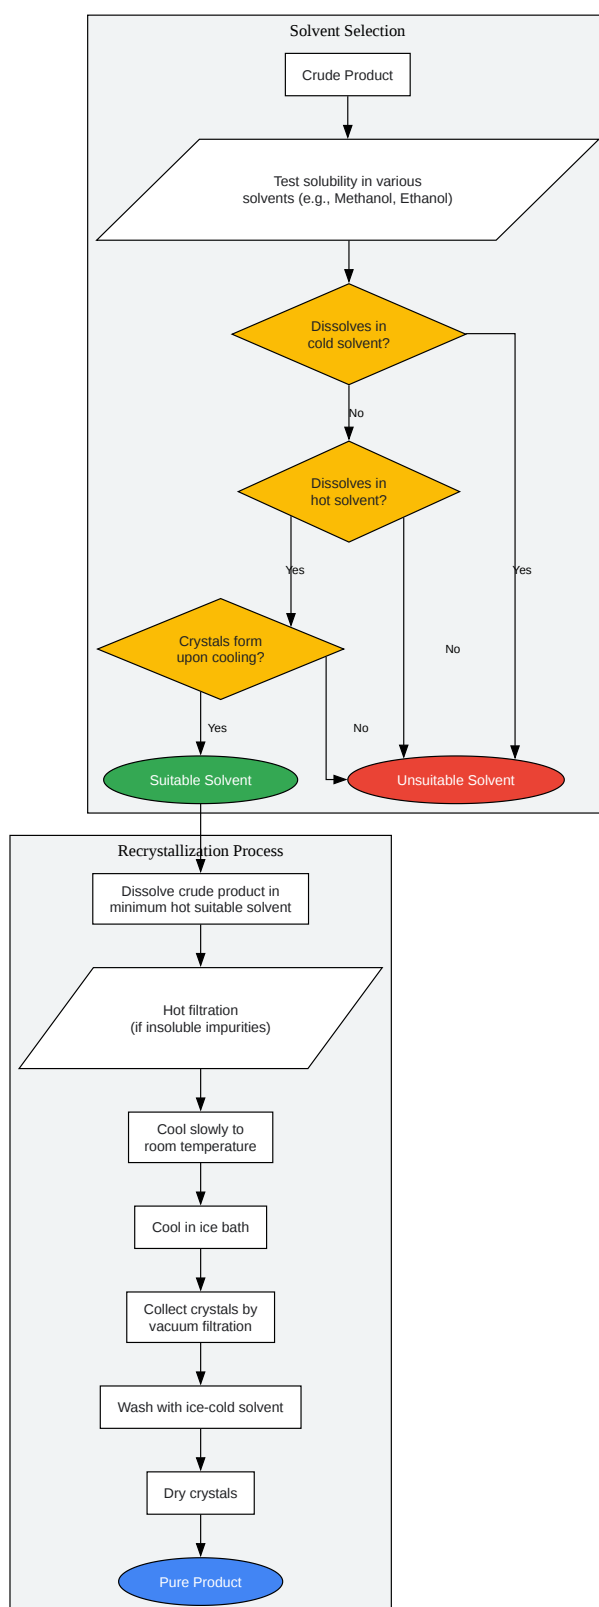 Solvent Selection
Crude Product
Test solubility in various
solvents (e.g., Methanol, Ethanol)
Dissolves in
cold solvent?
No
Dissolves in
hot solvent?
Yes
Yes
Crystals form
upon cooling?
No
Yes
No
Suitable Solvent
Unsuitable Solvent
Recrystallization Process
Dissolve crude product in
minimum hot suitable solvent
Hot filtration
(if insoluble impurities)
Cool slowly to
room temperature
Cool in ice bath
Collect crystals by
vacuum filtration
Wash with ice-cold solvent
Dry crystals
Pure Product